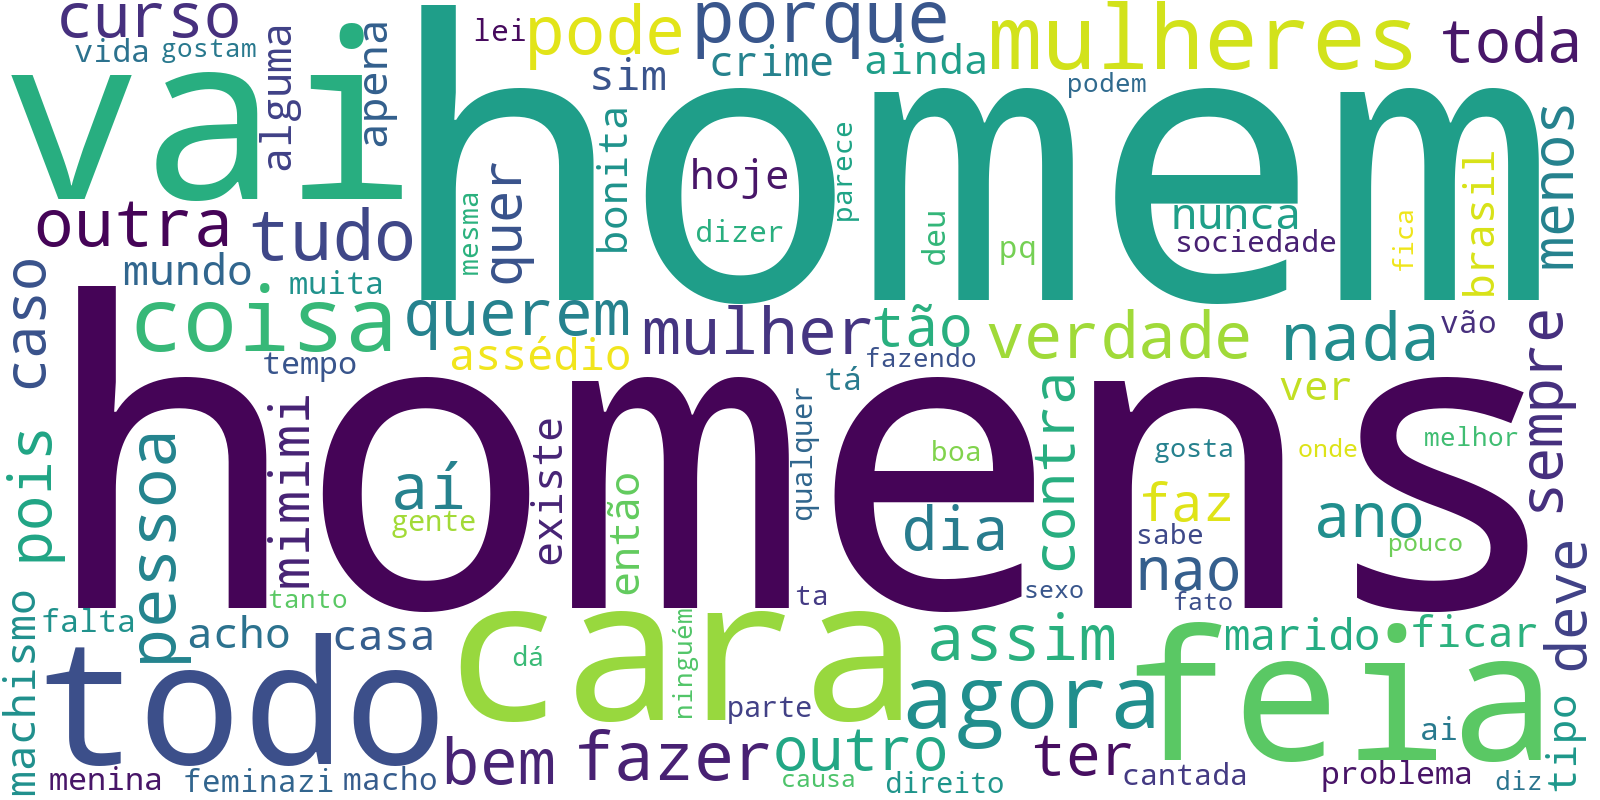 curso
vida
gostam
alguma
apena
lei
pode
sim
porque
crime
ainda
mulheres
podem
toda
vai
homem
outra
tudo
mundo
muita
mesma
quer
bonita
hoje
dizer
parece
deu
pq
nunca
sociedade
fica
brasil
menos
caso
coisa
tempo
querem
assédio
mulher
tão
fazendo
tá
verdade
nada
vão
ver
sempre
homens
pois
pessoa
mimimi
aí
gente
existe
então
qualquer
boa
dia
contra
gosta
faz
sabe
nao
onde
melhor
ano
pouco
tanto
ta
sexo
fato
machismo
falta
acho
casa
todo
cara
dá
ninguém
parte
assim
agora
feia
marido
ficar
deve
tipo
ai
menina
feminazi
macho
bem
fazer
outro
causa
direito
ter
cantada
problema
diz